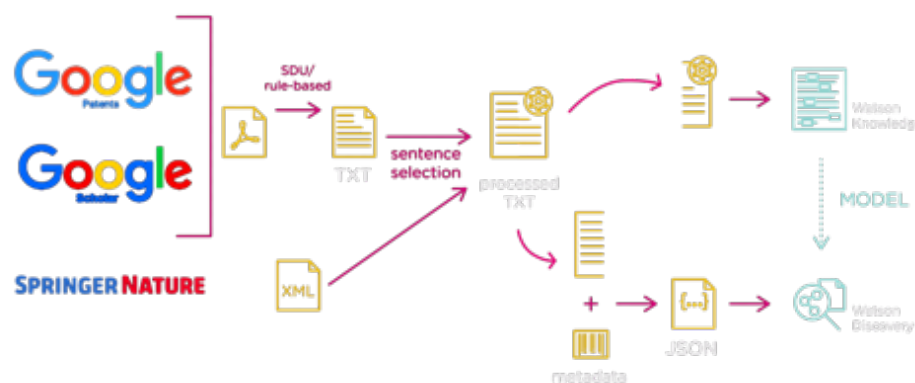 Google
Patents
Google
Scholar
SPRINGER NATURE
SDU/
rule-based
TXT
sentence
selection
XML
processed
TXT
+
metadata
{...}
JSON
Watson
Knowledg
MODEL
Watson
Discovery